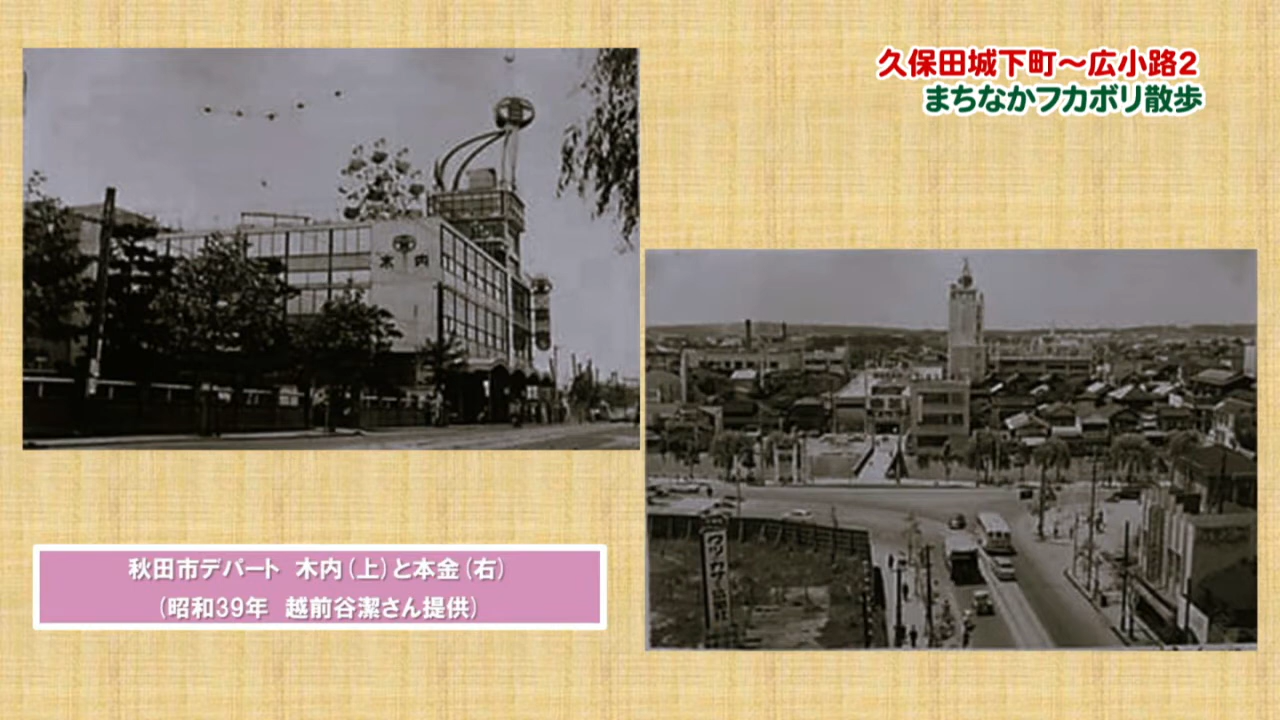 久保田城下町～広小路2
まちなかフカボリ散歩
木内
秋田市デパート 木内（上）と本金（右）
（昭和39年 越前谷潔さん提供）